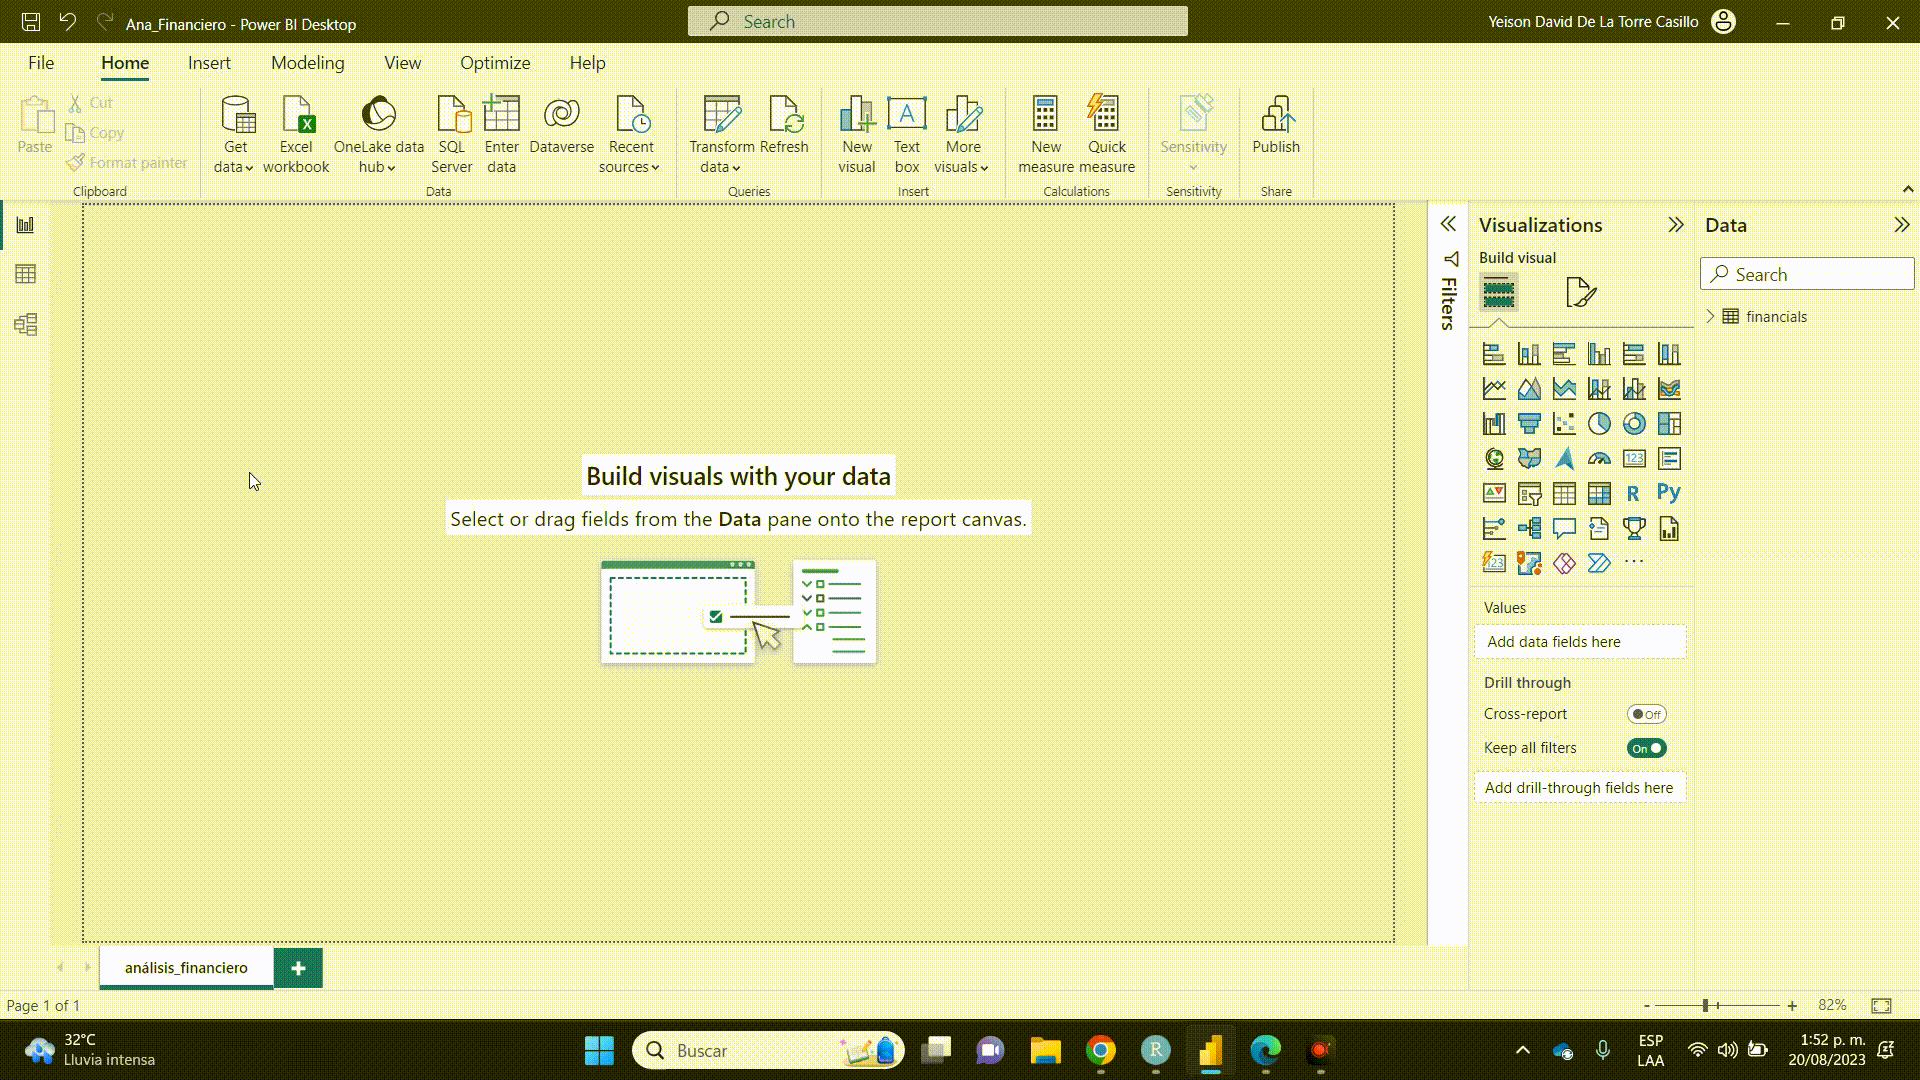 Ana_Financiero - Power BI Desktop
Search
Yeison David De La Torre Casillo
File
Home
Insert
Modeling
View
Optimize
Help
Paste
Cut
Copy
Format painter
Clipboard
Get data
Excel workbook
OneLake data hub
SQL Server
Enter data
Dataverse
Recent sources
Data
Transform data
Refresh
Queries
New visual
Text box
More visuals
Insert
New measure
Quick measure
Calculations
Sensitivity
Sensitivity
Publish
Share
Build visuals with your data
Select or drag fields from the Data pane onto the report canvas.
Filters
Visualizations
Build visual
123
R
Py
123
Values
Add data fields here
Drill through
Cross-report
Off
Keep all filters
On
Add drill-through fields here
Data
Search
financials
análisis_financiero
+
Page 1 of 1
- + 82%
32°C
Lluvia intensa
Buscar
R
ESP
LAA
1:52 p. m.
20/08/2023